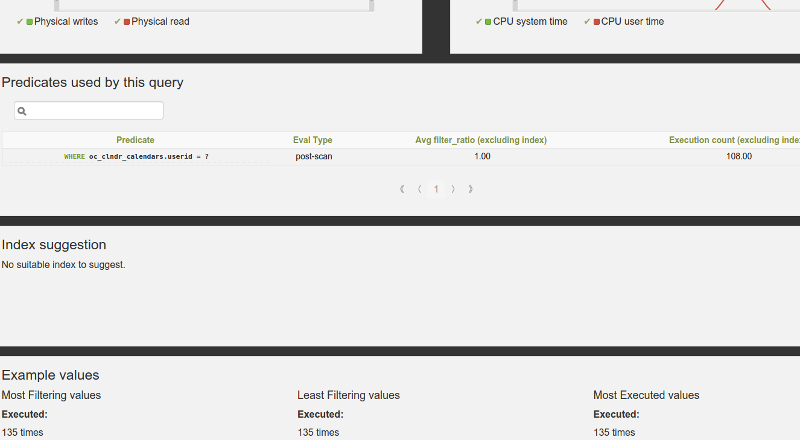 ✔ Physical writes ✔ Physical read
✔ CPU system time ✔ CPU user time
Predicates used by this query
Predicate Eval Type Avg filter_ratio (excluding index) Execution count (excluding inde
WHERE oc_clndr_calendars.userid = ? post-scan 1.00 108.00
《 〈 1 〉 》
Index suggestion
No suitable index to suggest.
Example values
Most Filtering values Least Filtering values Most Executed values
Executed: Executed: Executed:
135 times 135 times 135 times